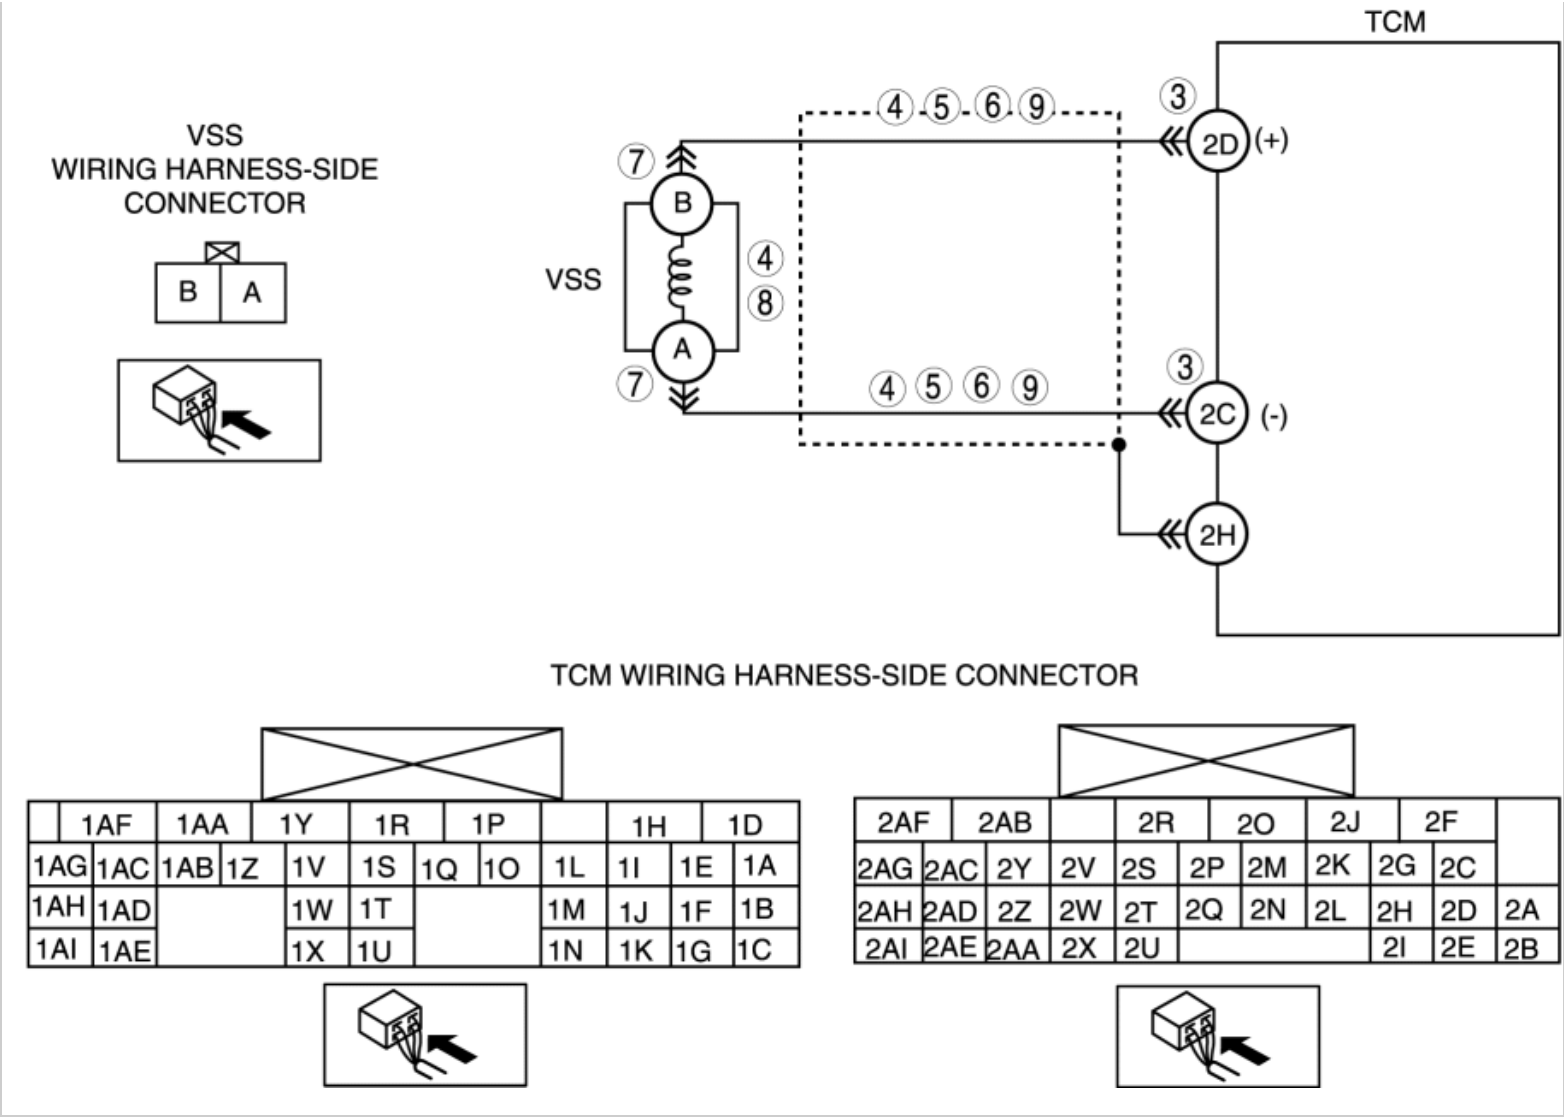 TCM
VSS
WIRING HARNESS-SIDE
CONNECTOR
B A
④ ⑤ ⑥ ⑨
③
2D (+)
⑦
B
VSS
④
⑧
A
⑦
④ ⑤ ⑥ ⑨
③
2C (-)
2H
TCM WIRING HARNESS-SIDE CONNECTOR
1AF 1AA 1Y 1R 1P 1H 1D
1AG 1AC 1AB 1Z 1V 1S 1Q 1O 1L 1I 1E 1A
1AH 1AD 1W 1T 1M 1J 1F 1B
1AI 1AE 1X 1U 1N 1K 1G 1C
2AF 2AB 2R 2O 2J 2F
2AG 2AC 2Y 2V 2S 2P 2M 2K 2G 2C
2AH 2AD 2Z 2W 2T 2Q 2N 2L 2H 2D 2A
2AI 2AE 2AA 2X 2U 2I 2E 2B